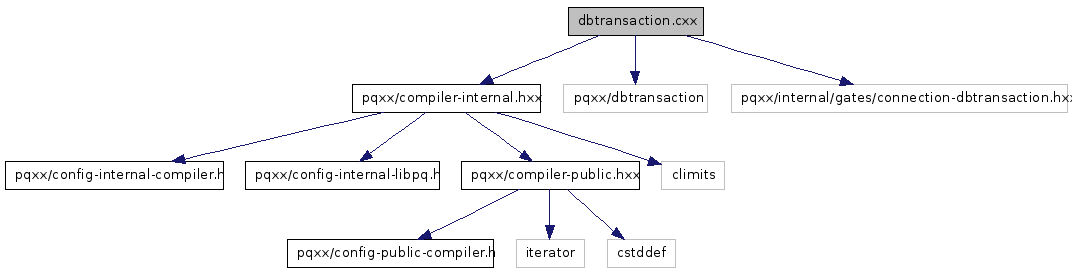 dbtransaction.cxx
pqxx/compiler-internal.hxx
pqxx/dbtransaction
pqxx/internal/gates/connection-dbtransaction.hxx
pqxx/config-internal-compiler.h
pqxx/config-internal-libpq.h
pqxx/compiler-public.hxx
climits
pqxx/config-public-compiler.h
iterator
cstddef